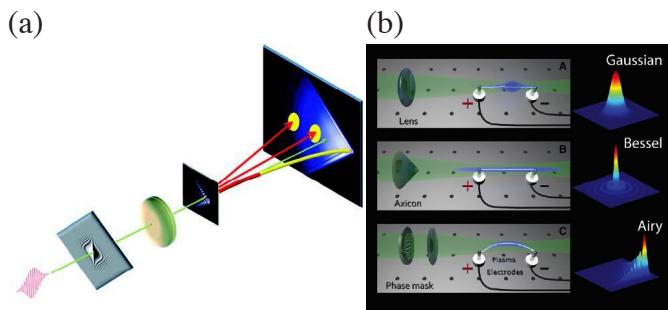 (a)
(b)
A
Gaussian
+
−
Lens
B
Bessel
+
−
Axicon
C
Airy
+
−
Plasma
Electrodes
Phase mask